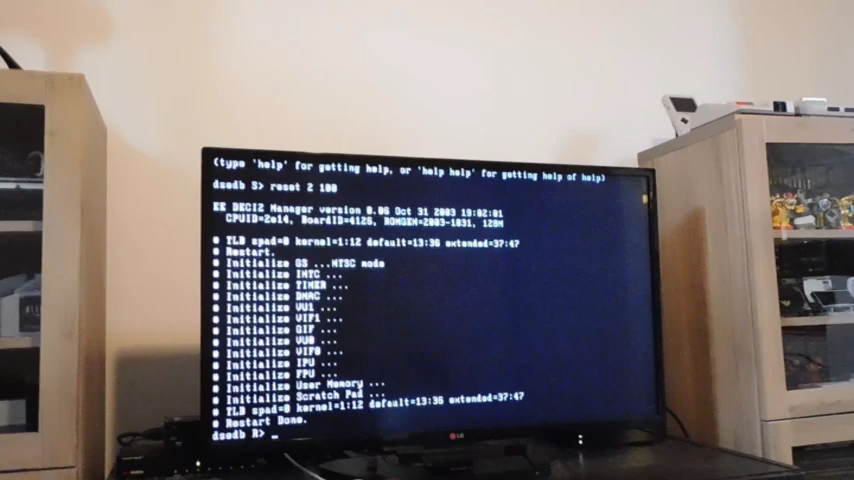 (type 'help' for getting help, or 'help help' for getting help of help)
dsedb S> reset 2 100
EE DECI2 Manager version 0.06 Oct 31 2003 19:02:01
CPUID=2e14, BoardID=4126, ROMGEN=2003-1031, 128M
# TLB spad=0 kernel=1:12 default=13:36 extended=37:47
# Restart.
# Initialize GS ...NTSC mode
# Initialize INTC ...
# Initialize TIMER ...
# Initialize DMAC ...
# Initialize VU1 ...
# Initialize VIF1 ...
# Initialize GIF ...
# Initialize VU0 ...
# Initialize VIF0 ...
# Initialize IPU ...
# Initialize FPU ...
# Initialize User Memory ...
# Initialize Scratch Pad ...
# TLB spad=0 kernel=1:12 default=13:36 extended=37:47
# Restart Done.
dsedb R> _
LG